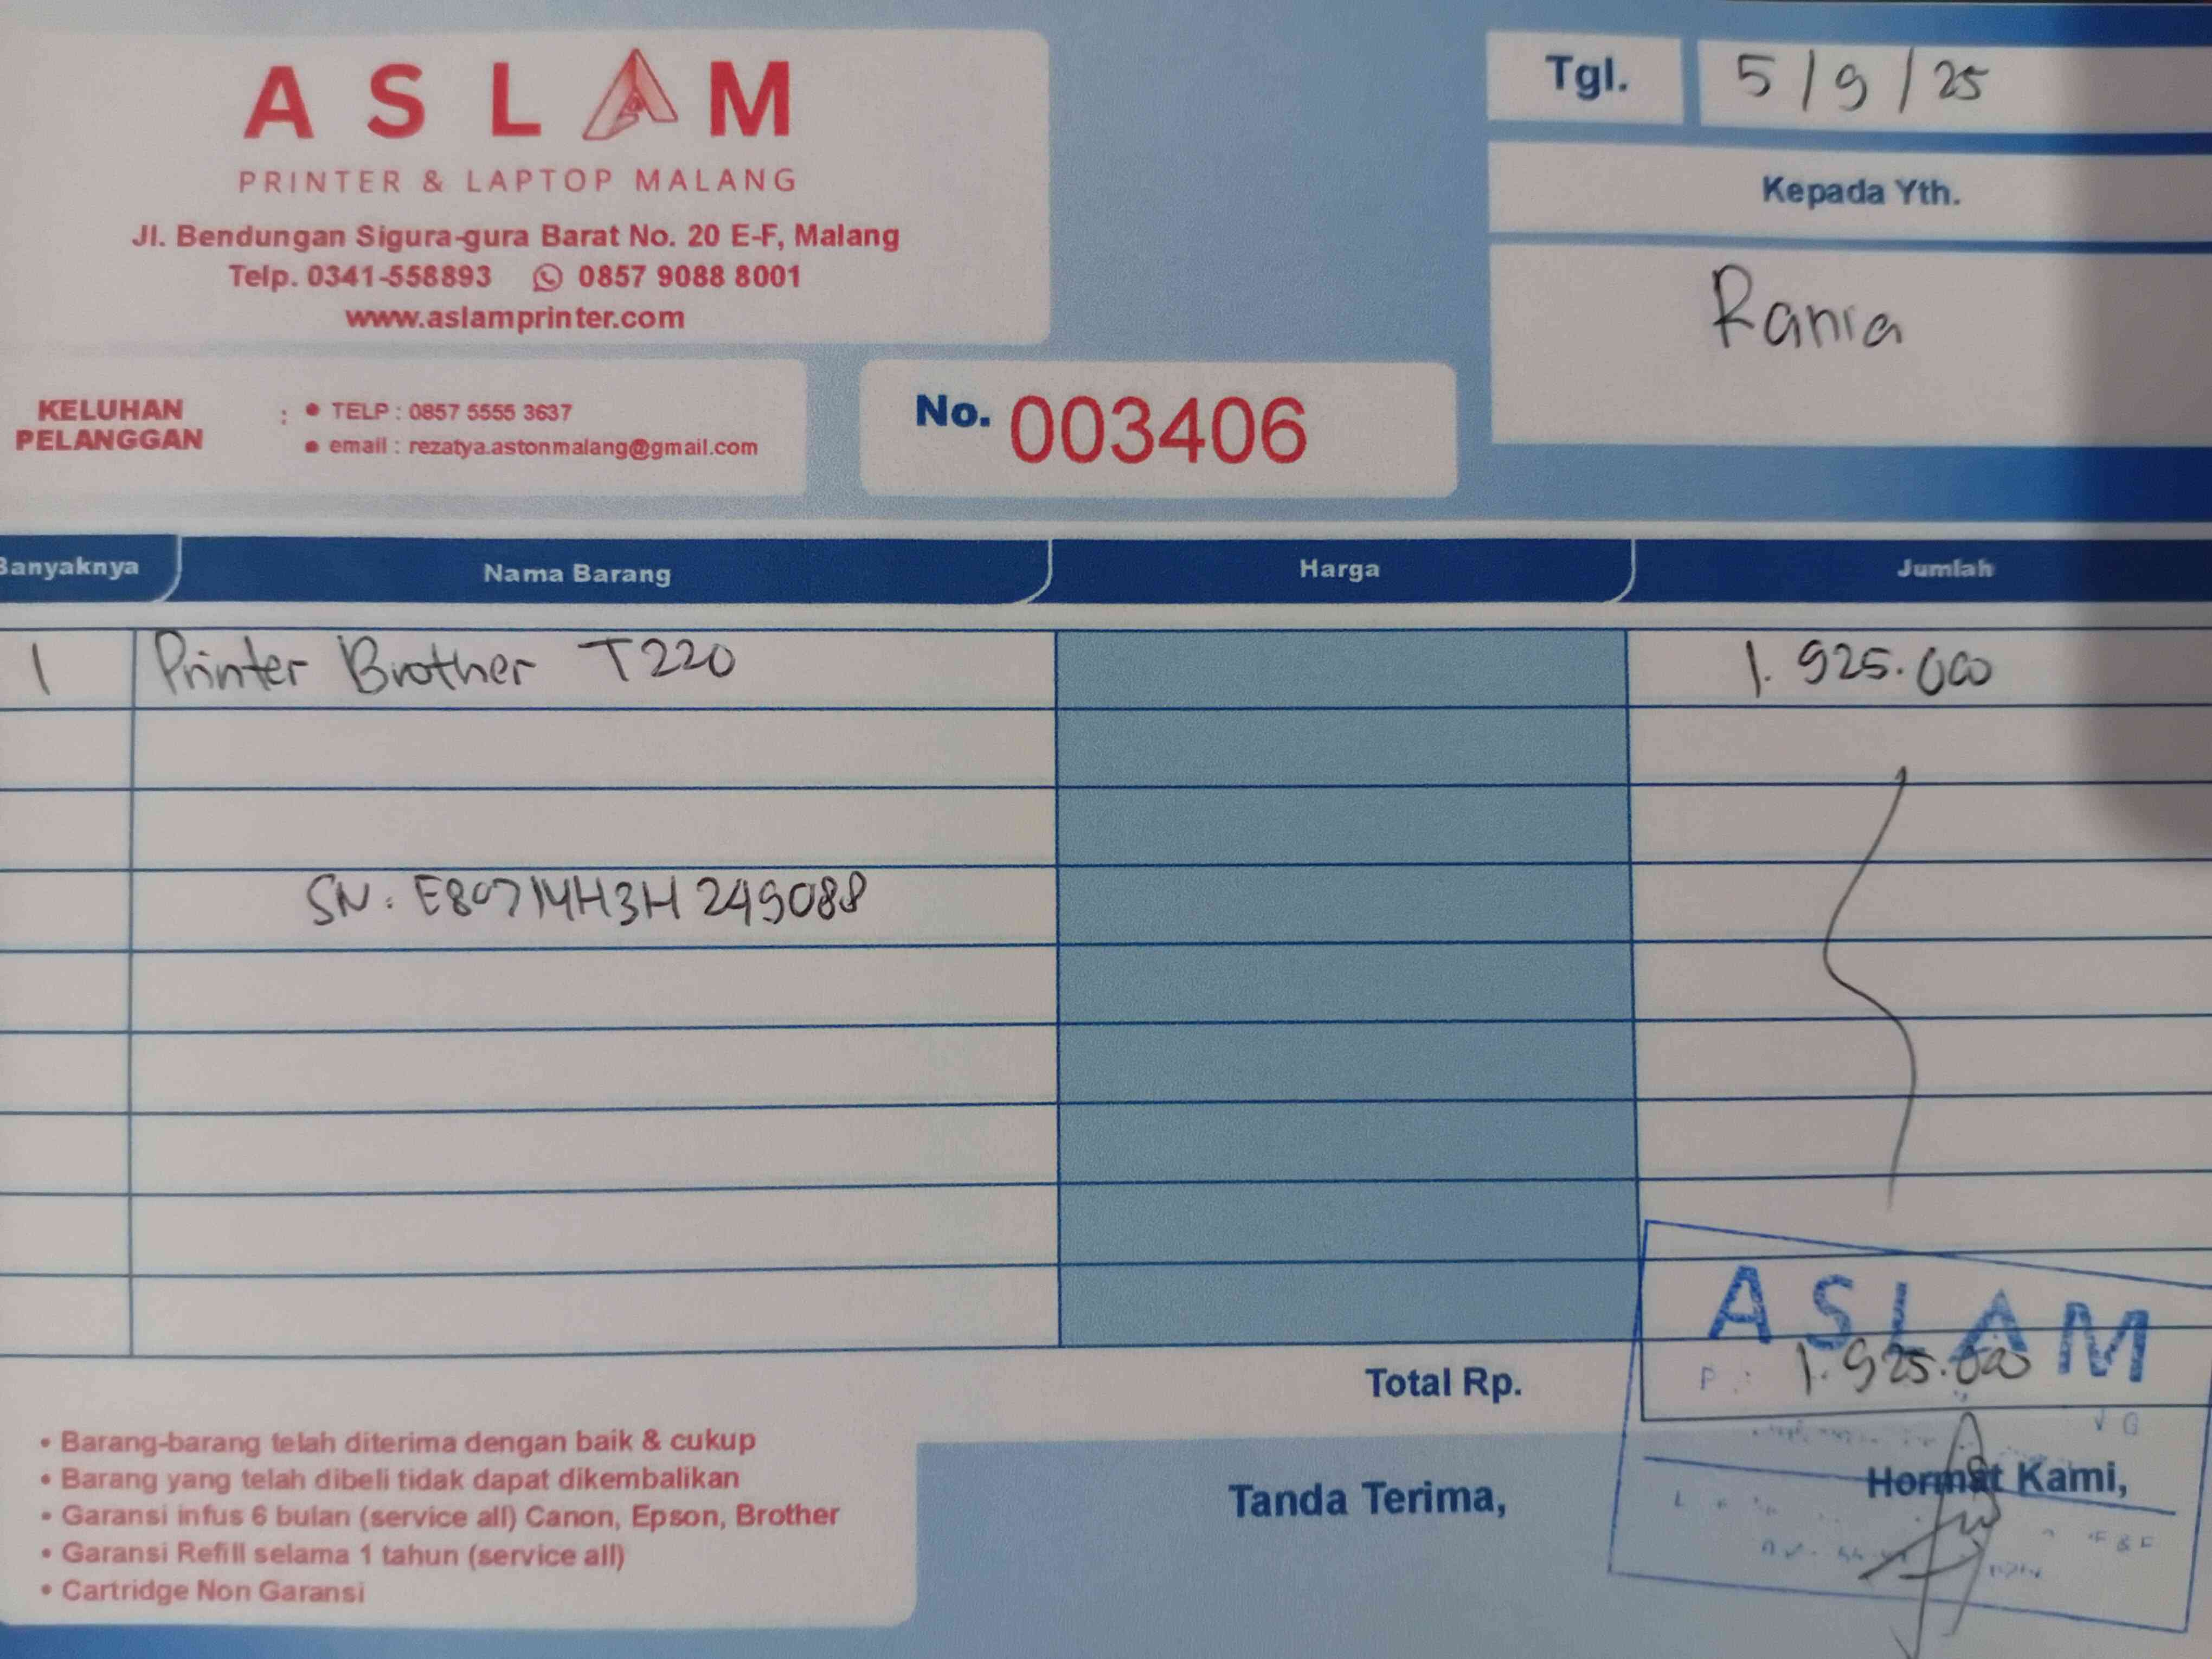 ASLAM
PRINTER & LAPTOP MALANG
Jl. Bendungan Sigura-gura Barat No. 20 E-F, Malang
Telp. 0341-558893 0857 9088 8001
www.aslamprinter.com
Tgl. 5/9/25
Kepada Yth.
Rania
KELUHAN PELANGGAN : • TELP : 0857 5555 3637
• email : rezatya.astonmalang@gmail.com
No. 003406
Banyaknya Nama Barang Harga Jumlah
1 Printer Brother T220 1.925.000
SN: E80714H3H249088
ASLAM
Total Rp. 1.925.000
• Barang-barang telah diterima dengan baik & cukup
• Barang yang telah dibeli tidak dapat dikembalikan
• Garansi infus 6 bulan (service all) Canon, Epson, Brother
• Garansi Refill selama 1 tahun (service all)
• Cartridge Non Garansi
Tanda Terima,
Hormat Kami,